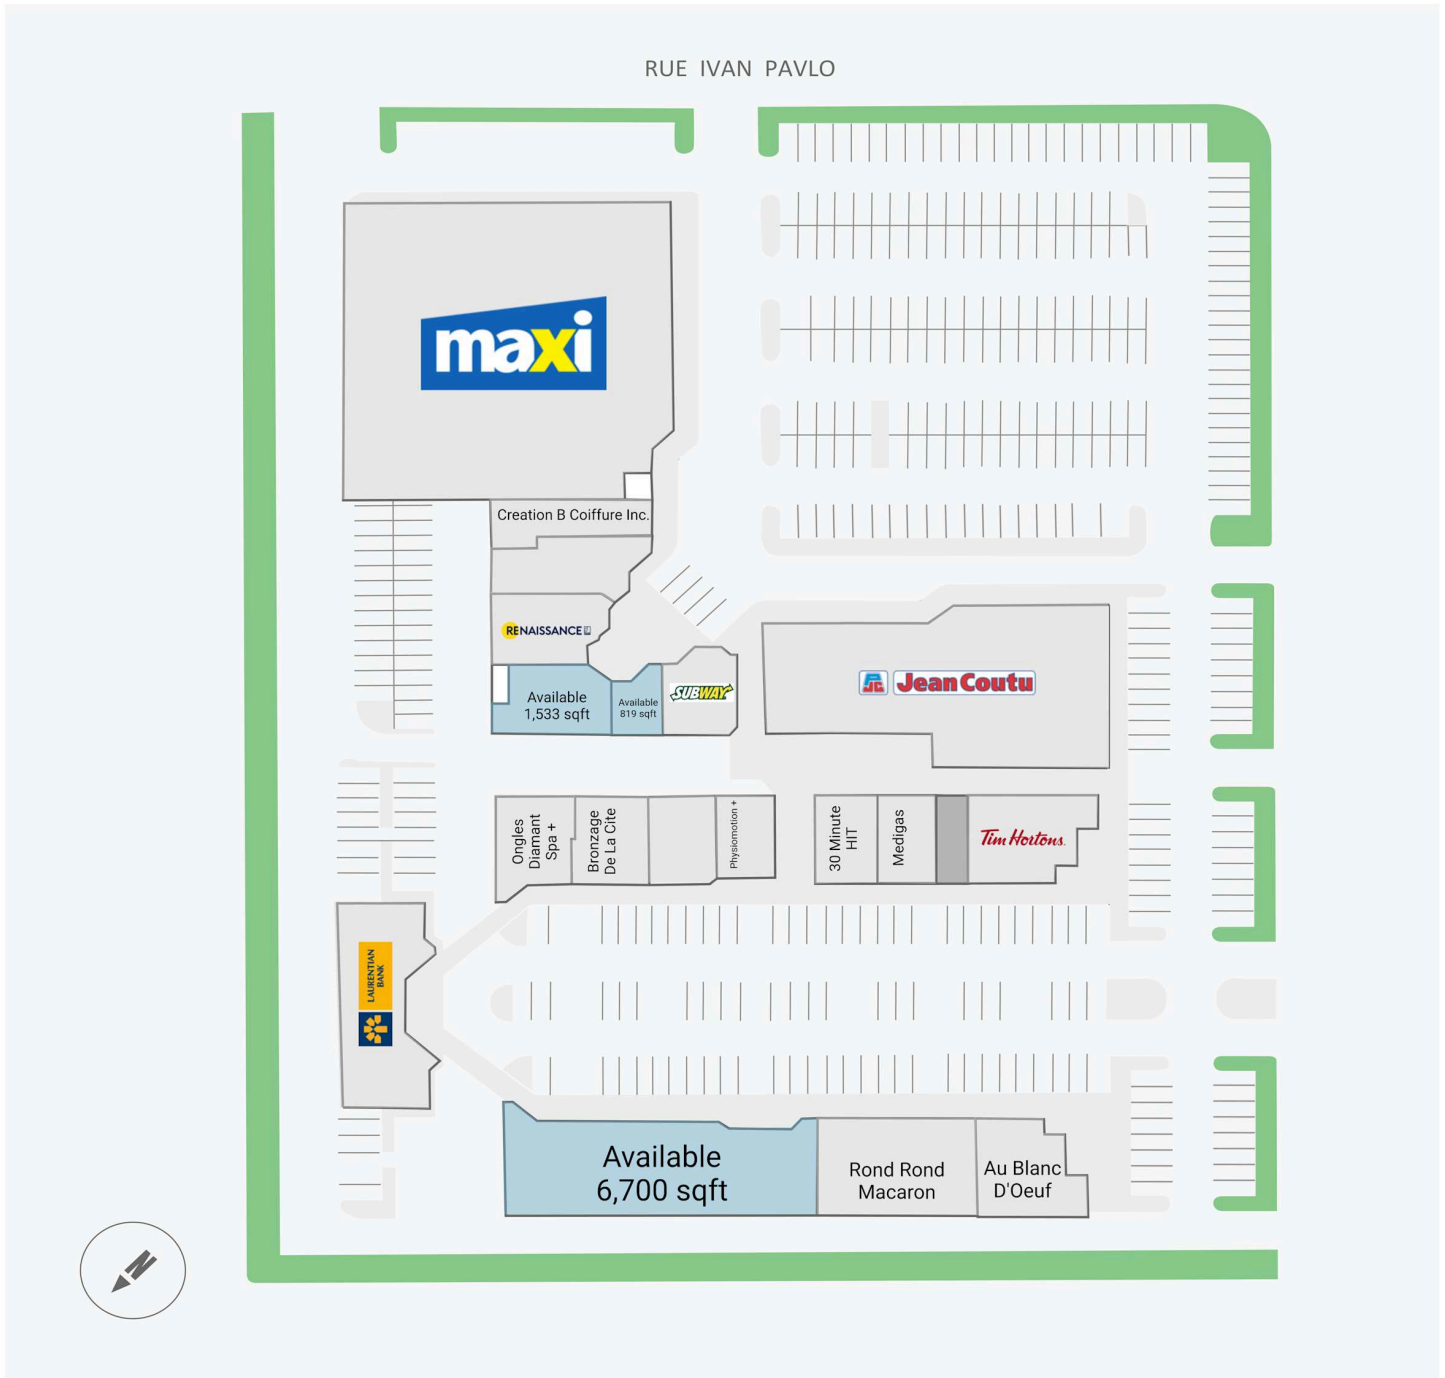 RUE IVAN PAVLO
maxi
Creation B Coiffure Inc.
RENAISSANCE
Available
1,533 sqft
Available
819 sqft
SUBWAY
PJC
Jean Coutu
Ongles
Diamant
Spa +
Bronzage
De La Cite
Physiomotion +
30 Minute
HIT
Medigas
Tim Hortons.
LAURENTIAN
BANK
Available
6,700 sqft
Rond Rond
Macaron
Au Blanc
D'Oeuf
N